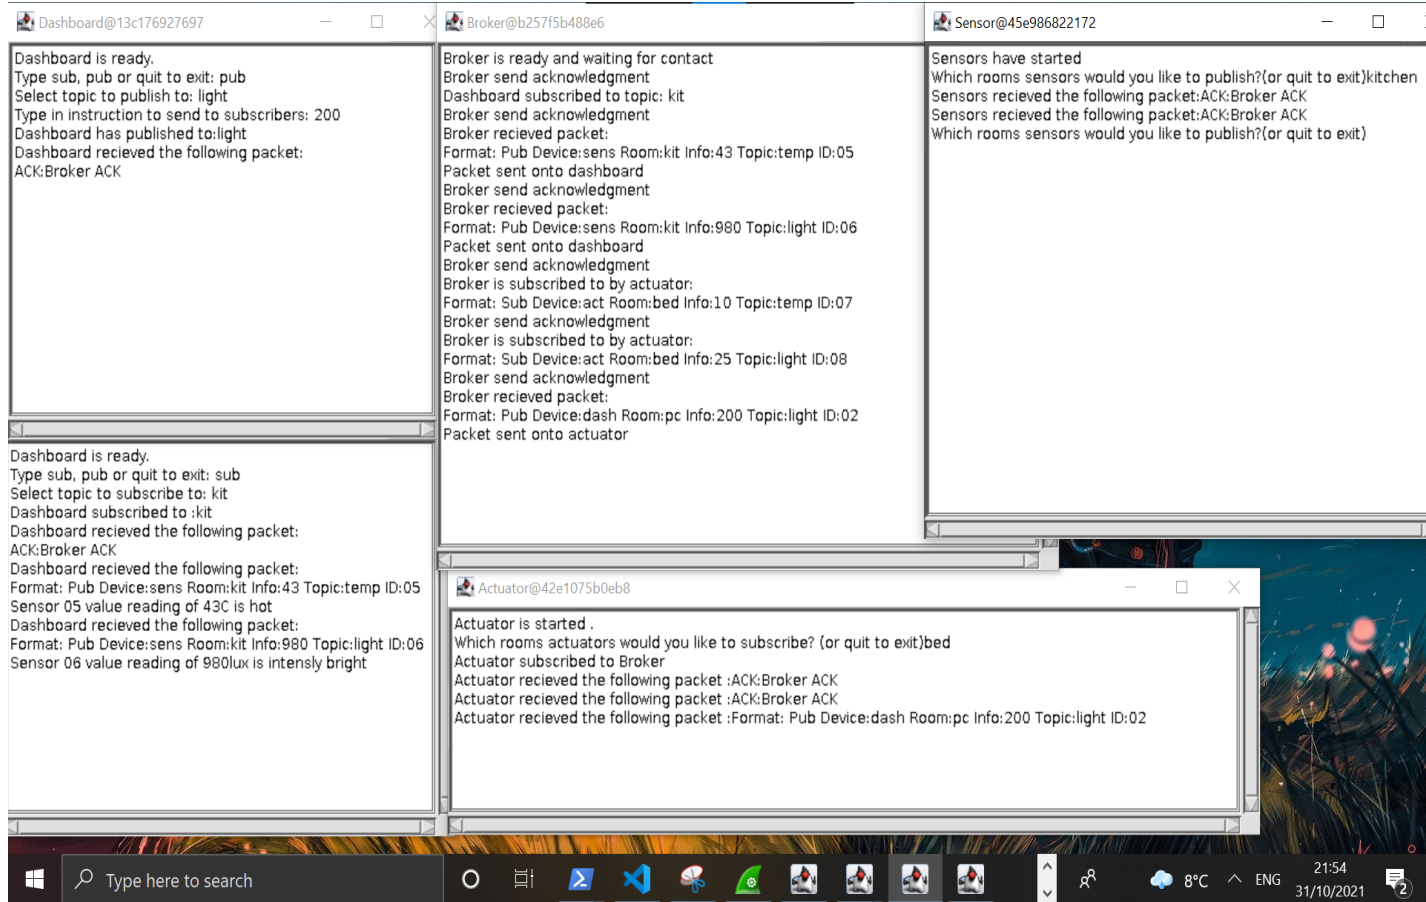 Dashboard@13c176927697
Dashboard is ready.
Type sub, pub or quit to exit: pub
Select topic to publish to: light
Type in instruction to send to subscribers: 200
Dashboard has published to:light
Dashboard recieved the following packet:
ACK:Broker ACK
Dashboard is ready.
Type sub, pub or quit to exit: sub
Select topic to subscribe to: kit
Dashboard subscribed to :kit
Dashboard recieved the following packet:
ACK:Broker ACK
Dashboard recieved the following packet:
Format: Pub Device:sens Room:kit Info:43 Topic:temp ID:05
Sensor 05 value reading of 43C is hot
Dashboard recieved the following packet:
Format: Pub Device:sens Room:kit Info:980 Topic:light ID:06
Sensor 06 value reading of 980lux is intensly bright
Broker@b257f5b488e6
Broker is ready and waiting for contact
Broker send acknowledgment
Dashboard subscribed to topic: kit
Broker send acknowledgment
Broker recieved packet:
Format: Pub Device:sens Room:kit Info:43 Topic:temp ID:05
Packet sent onto dashboard
Broker send acknowledgment
Broker recieved packet:
Format: Pub Device:sens Room:kit Info:980 Topic:light ID:06
Packet sent onto dashboard
Broker send acknowledgment
Broker is subscribed to by actuator:
Format: Sub Device:act Room:bed Info:10 Topic:temp ID:07
Broker send acknowledgment
Broker is subscribed to by actuator:
Format: Sub Device:act Room:bed Info:25 Topic:light ID:08
Broker send acknowledgment
Broker recieved packet:
Format: Pub Device:dash Room:pc Info:200 Topic:light ID:02
Packet sent onto actuator
Sensor@45e986822172
Sensors have started
Which rooms sensors would you like to publish?(or quit to exit)kitchen
Sensors recieved the following packet:ACK:Broker ACK
Sensors recieved the following packet:ACK:Broker ACK
Which rooms sensors would you like to publish?(or quit to exit)
Actuator@42e1075b0eb8
Actuator is started .
Which rooms actuators would you like to subscribe? (or quit to exit)bed
Actuator subscribed to Broker
Actuator recieved the following packet :ACK:Broker ACK
Actuator recieved the following packet :ACK:Broker ACK
Actuator recieved the following packet :Format: Pub Device:dash Room:pc Info:200 Topic:light ID:02
Type here to search
8°C
ENG
21:54
31/10/2021
2